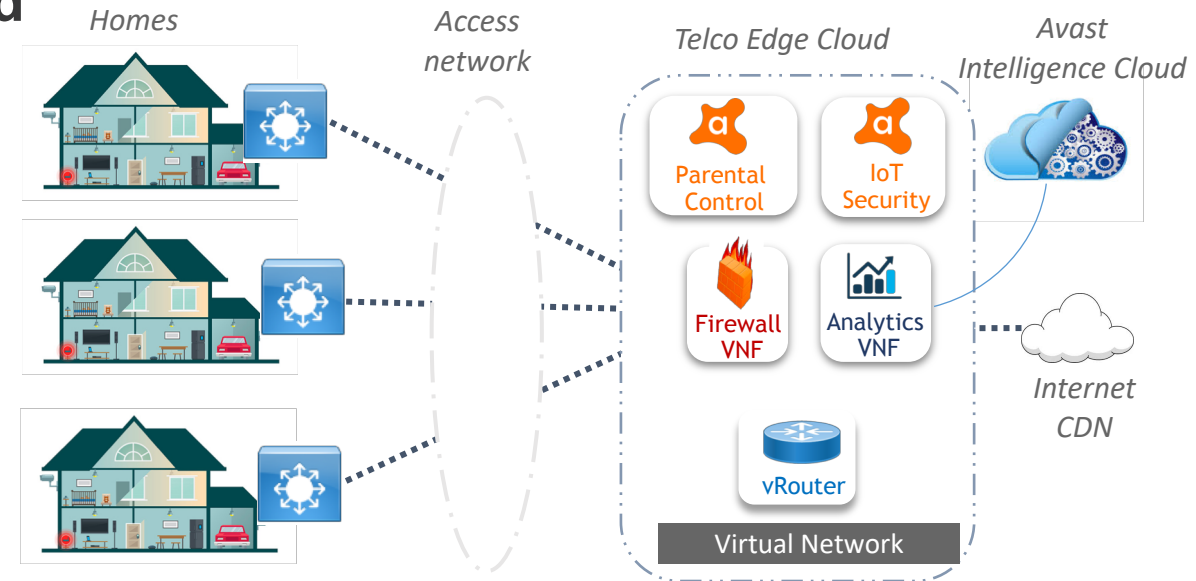 d
Homes
Access
network
Telco Edge Cloud
Avast
Intelligence Cloud
Parental
Control
IoT
Security
Firewall
VNF
Analytics
VNF
Internet
CDN
vRouter
Virtual Network